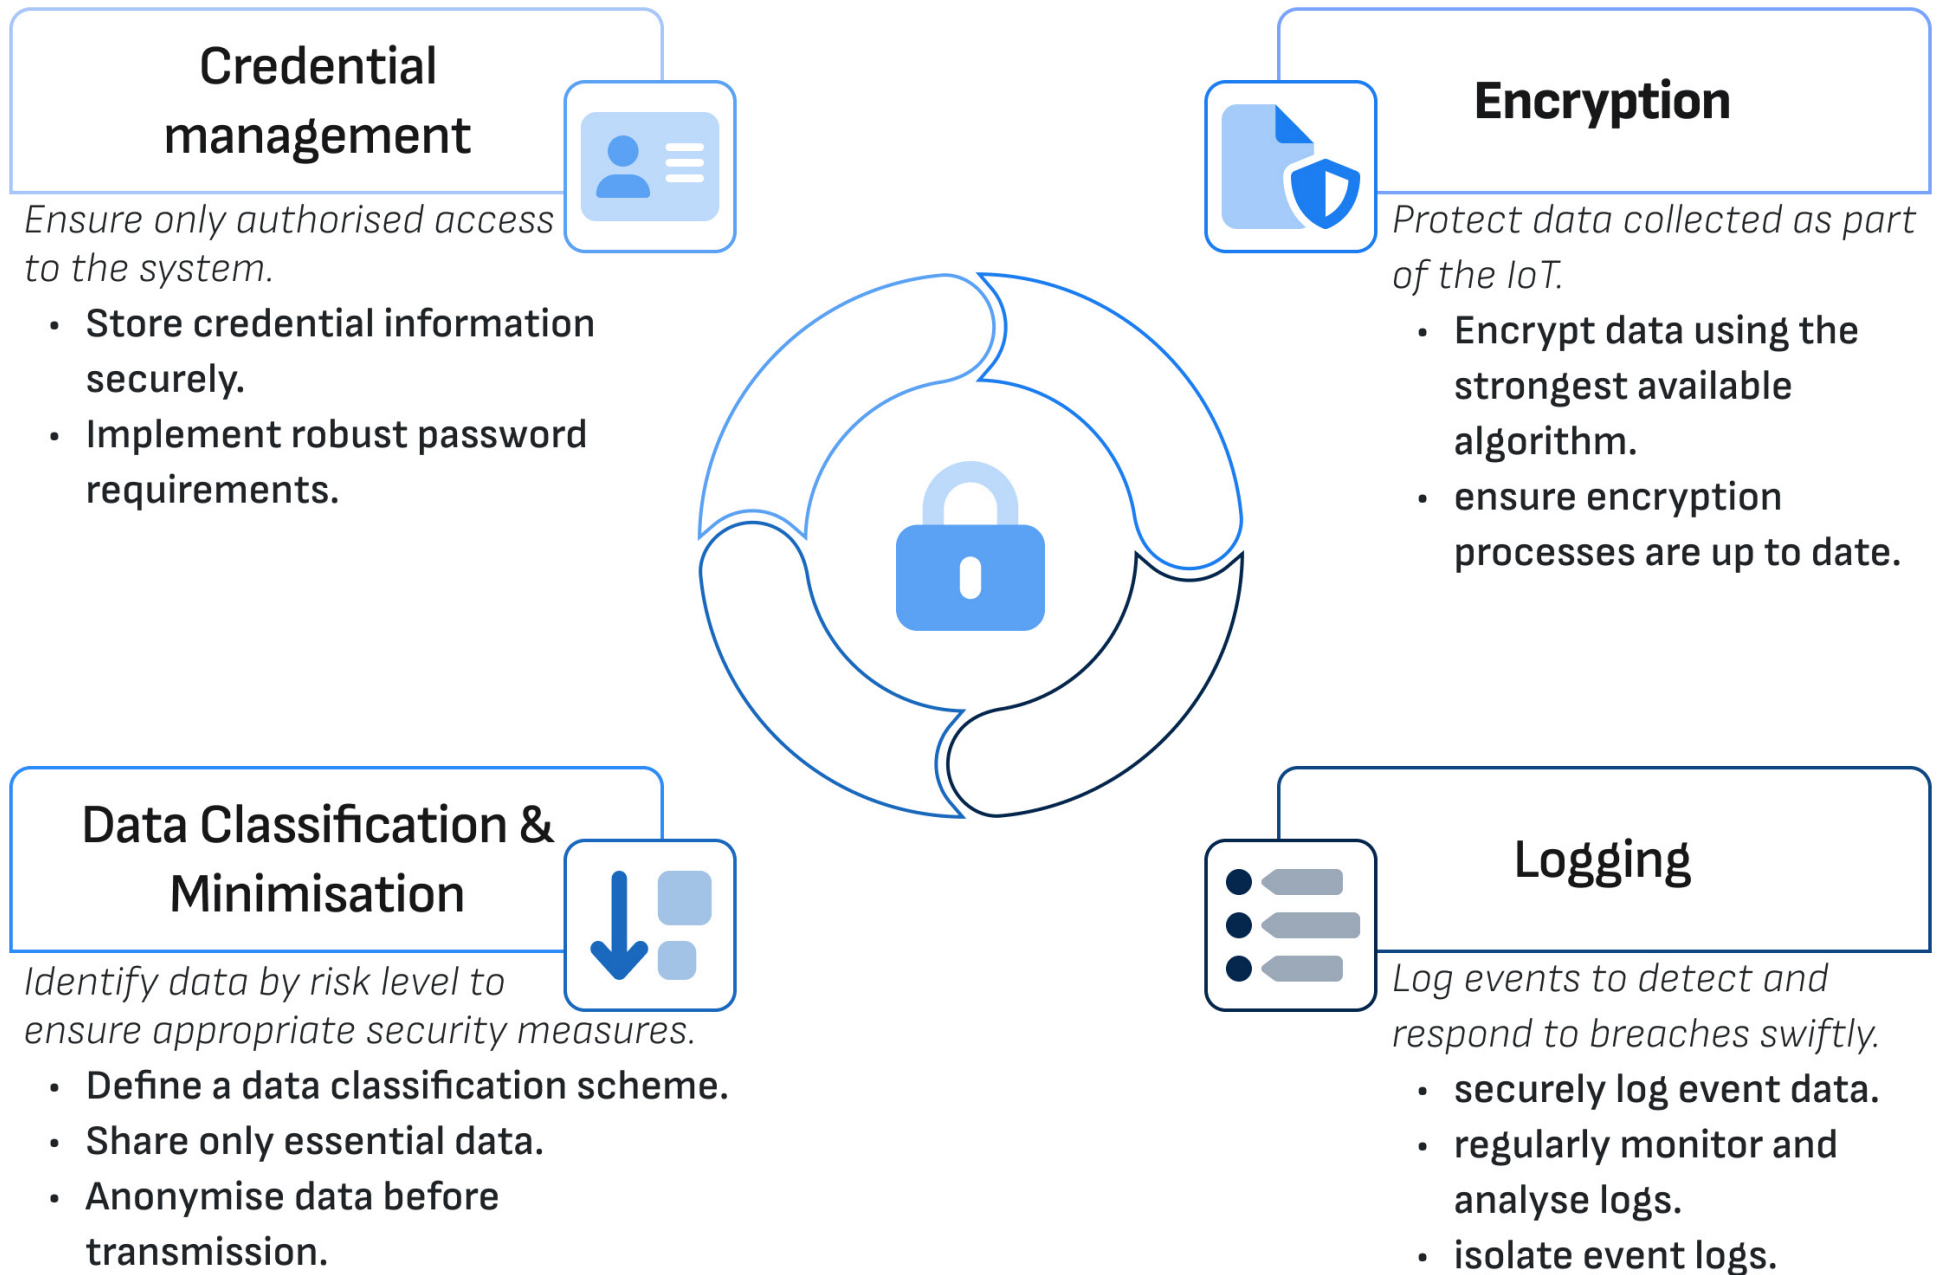 Credential
management
Ensure only authorised access
to the system.
• Store credential information
securely.
• Implement robust password
requirements.
Encryption
Protect data collected as part
of the IoT.
• Encrypt data using the
strongest available
algorithm.
• ensure encryption
processes are up to date.
Data Classification &
Minimisation
Identify data by risk level to
ensure appropriate security measures.
• Define a data classification scheme.
• Share only essential data.
• Anonymise data before
transmission.
Logging
Log events to detect and
respond to breaches swiftly.
• securely log event data.
• regularly monitor and
analyse logs.
• isolate event logs.